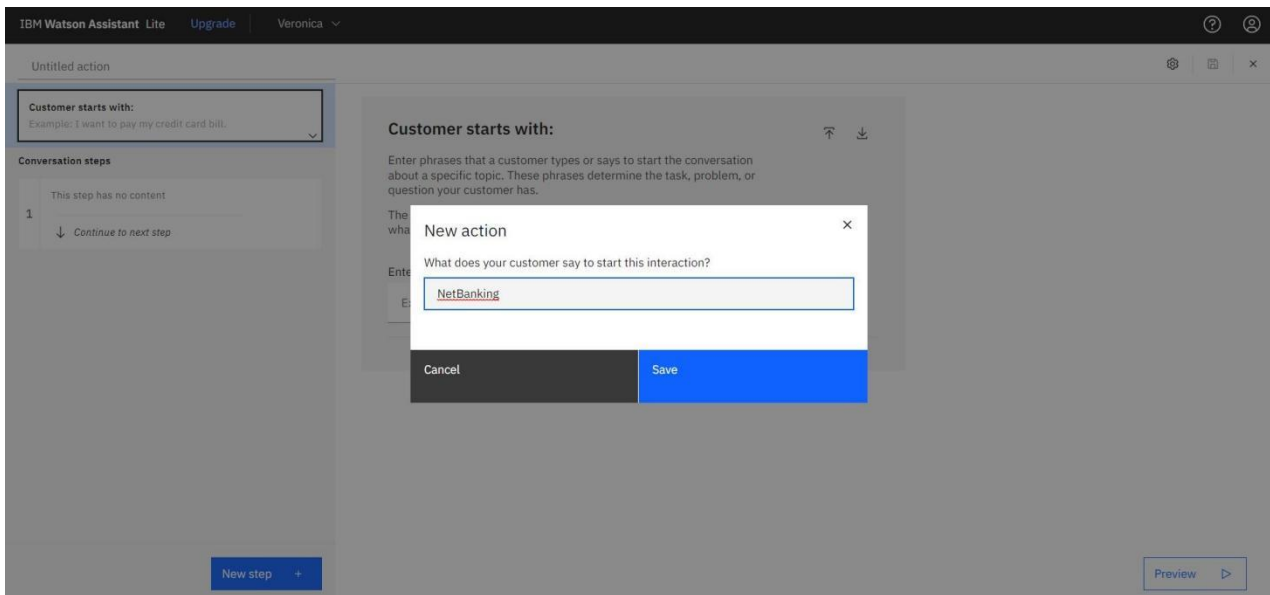 IBM Watson Assistant Lite Upgrade Veronica
Untitled action
Customer starts with:
Example: I want to pay my credit card bill.
Conversation steps
This step has no content
1
Continue to next step
New step +
Customer starts with:
Enter phrases that a customer types or says to start the conversation
about a specific topic. These phrases determine the task, problem, or
question your customer has.
The
New action
What does your customer say to start this interaction?
NetBanking
Cancel
Save
Preview